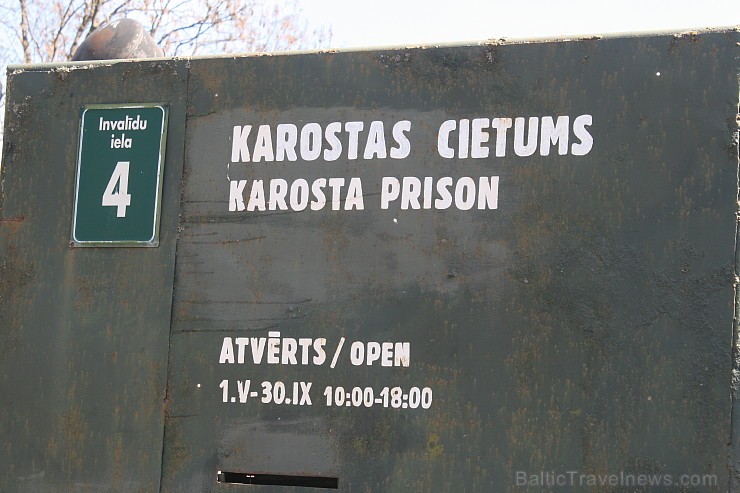 Invalīdu
iela
4
KAROSTAS CIETUMS
KAROSTA PRISON
ATVĒRTS / OPEN
1.V-30.IX 10:00-18:00
BalticTravelnews.com